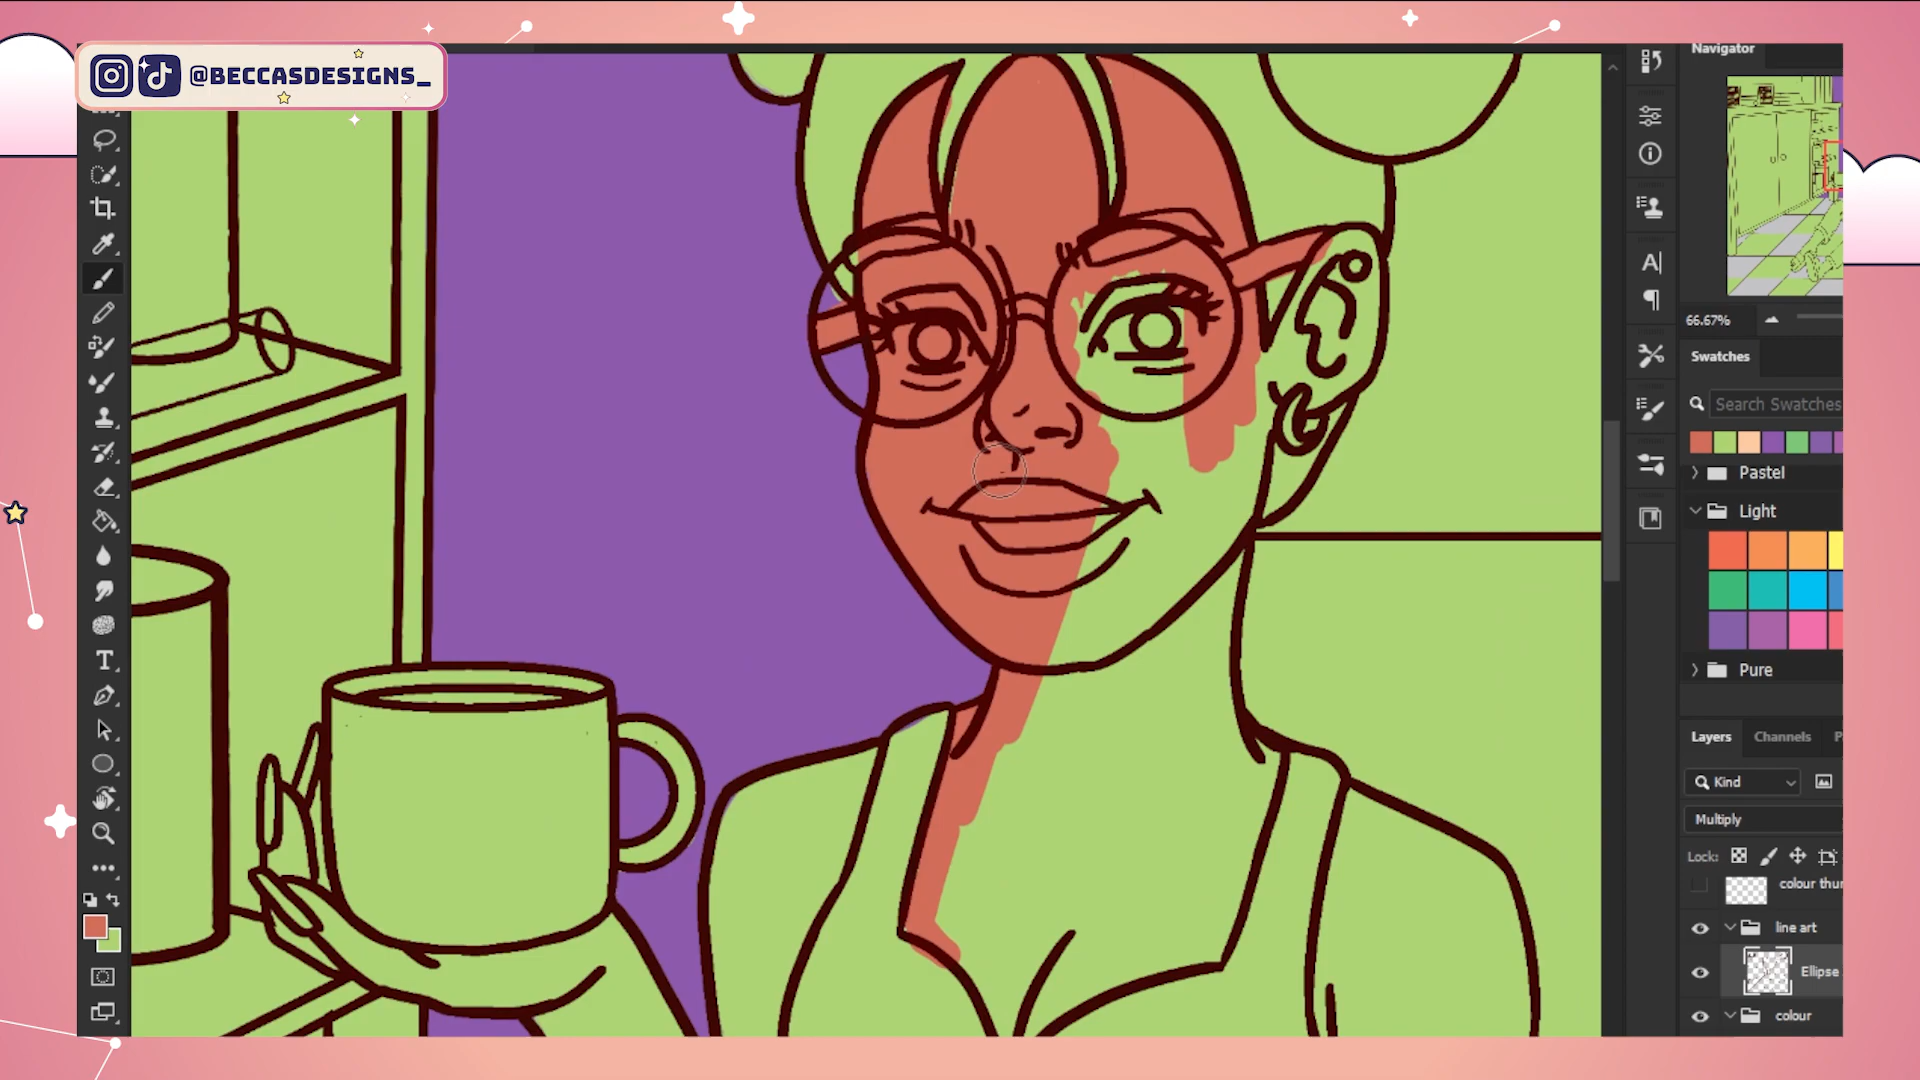 @BECCASDESIGNS_
Navigator
66.67%
Swatches
Search Swatches
Pastel
Light
Pure
Layers
Channels
P
Kind
Multiply
Lock:
colour thu
line art
Ellipse
colour